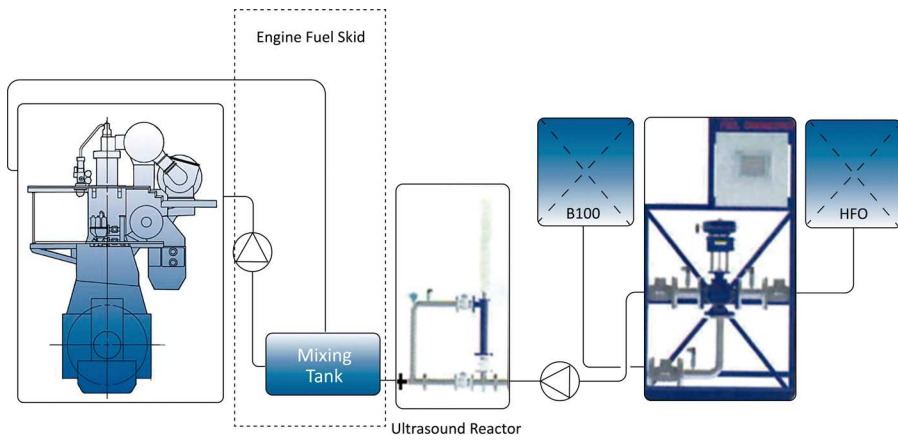 Engine Fuel Skid
B100
HFO
Mixing
Tank
Ultrasound Reactor